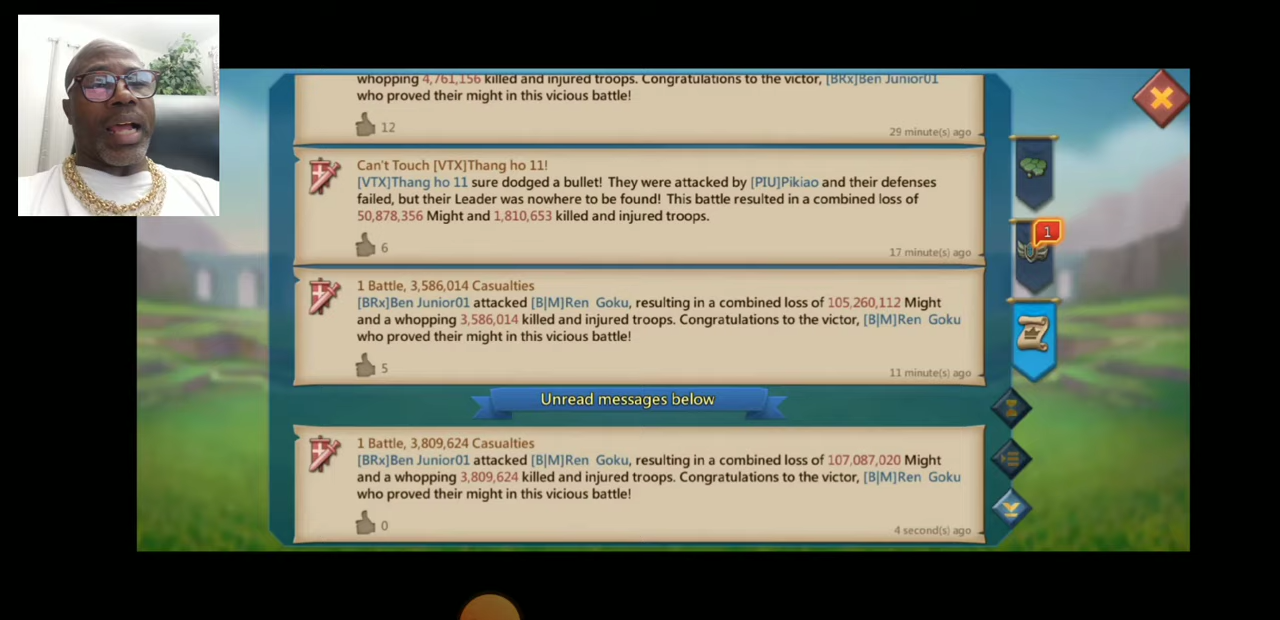 whopping 4,761,156 killed and injured troops. Congratulations to the victor, [BRx]Ben Junior01
who proved their might in this vicious battle!
12
29 minute(s) ago
Can't Touch [VTX]Thang ho 11!
[VTX]Thang ho 11 sure dodged a bullet! They were attacked by [PIU]Pikiao and their defenses
failed, but their Leader was nowhere to be found! This battle resulted in a combined loss of
50,878,356 Might and 1,810,653 killed and injured troops.
6
17 minute(s) ago
1
1 Battle, 3,586,014 Casualties
[BRx]Ben Junior01 attacked [B|M]Ren Goku, resulting in a combined loss of 105,260,112 Might
and a whopping 3,586,014 killed and injured troops. Congratulations to the victor, [B|M]Ren Goku
who proved their might in this vicious battle!
5
11 minute(s) ago
Unread messages below
1 Battle, 3,809,624 Casualties
[BRx]Ben Junior01 attacked [B|M]Ren Goku, resulting in a combined loss of 107,087,020 Might
and a whopping 3,809,624 killed and injured troops. Congratulations to the victor, [B|M]Ren Goku
who proved their might in this vicious battle!
0
4 second(s) ago